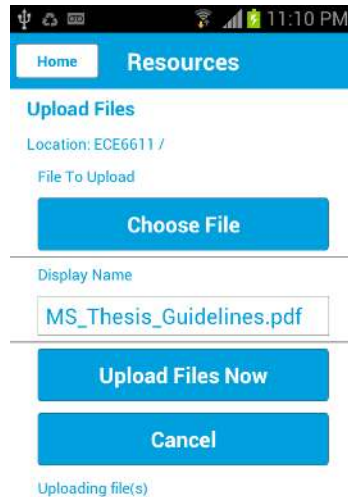 11:10 PM
Home Resources
Upload Files
Location: ECE6611 /
File To Upload
Choose File
Display Name
MS_Thesis_Guidelines.pdf
Upload Files Now
Cancel
Uploading file(s)